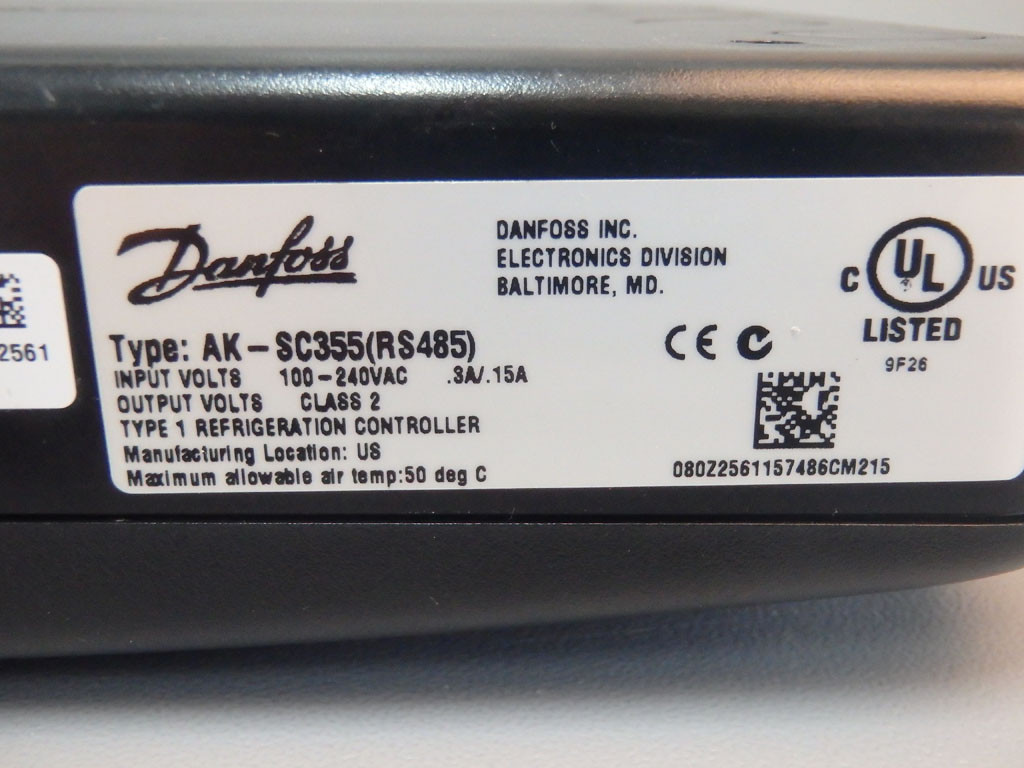 2561
Danfoss
DANFOSS INC.
ELECTRONICS DIVISION
BALTIMORE, MD.
C UL US
LISTED
9F26
Type: AK-SC355(RS485)
CE
INPUT VOLTS 100-240VAC .3A/.15A
OUTPUT VOLTS CLASS 2
TYPE 1 REFRIGERATION CONTROLLER
Manufacturing Location: US
Maximum allowable air temp:50 deg C
080Z2561157486CM215